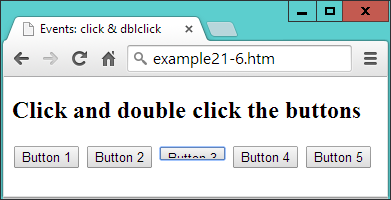 Events: click & dblclick
example21-6.htm
Click and double click the buttons
Button 1 Button 2 Button 3 Button 4 Button 5